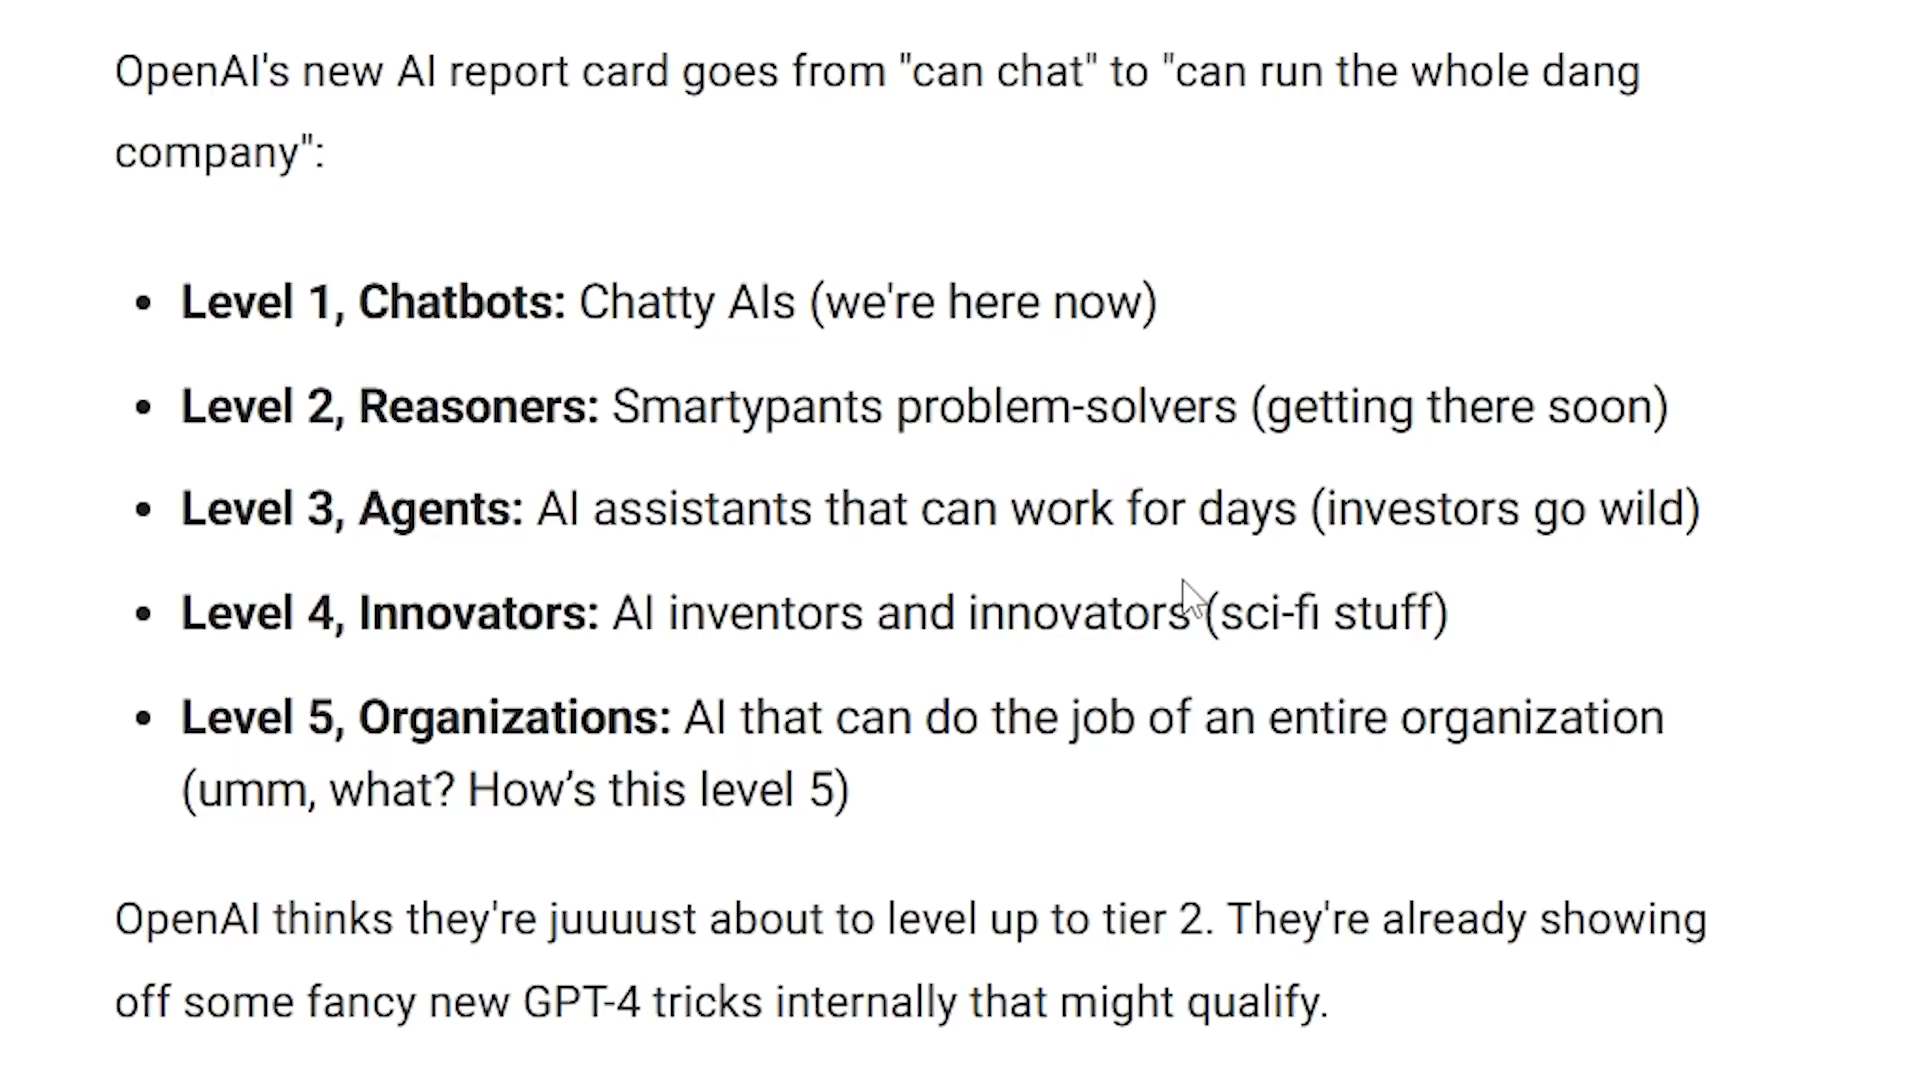 OpenAI's new AI report card goes from "can chat" to "can run the whole dang
company":
• Level 1, Chatbots: Chatty AIs (we're here now)
• Level 2, Reasoners: Smartypants problem-solvers (getting there soon)
• Level 3, Agents: AI assistants that can work for days (investors go wild)
• Level 4, Innovators: AI inventors and innovators (sci-fi stuff)
• Level 5, Organizations: AI that can do the job of an entire organization
(umm, what? How’s this level 5)
OpenAI thinks they're juuuust about to level up to tier 2. They're already showing
off some fancy new GPT-4 tricks internally that might qualify.